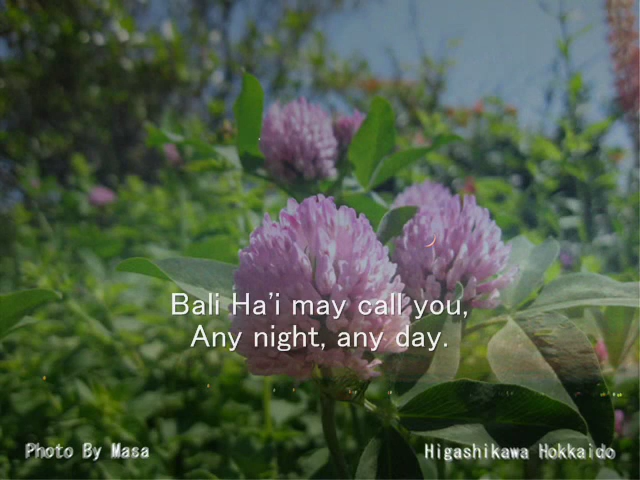 Bali Ha'i may call you,
Any night, any day.
Photo By Masa
Higashikawa Hokkaido